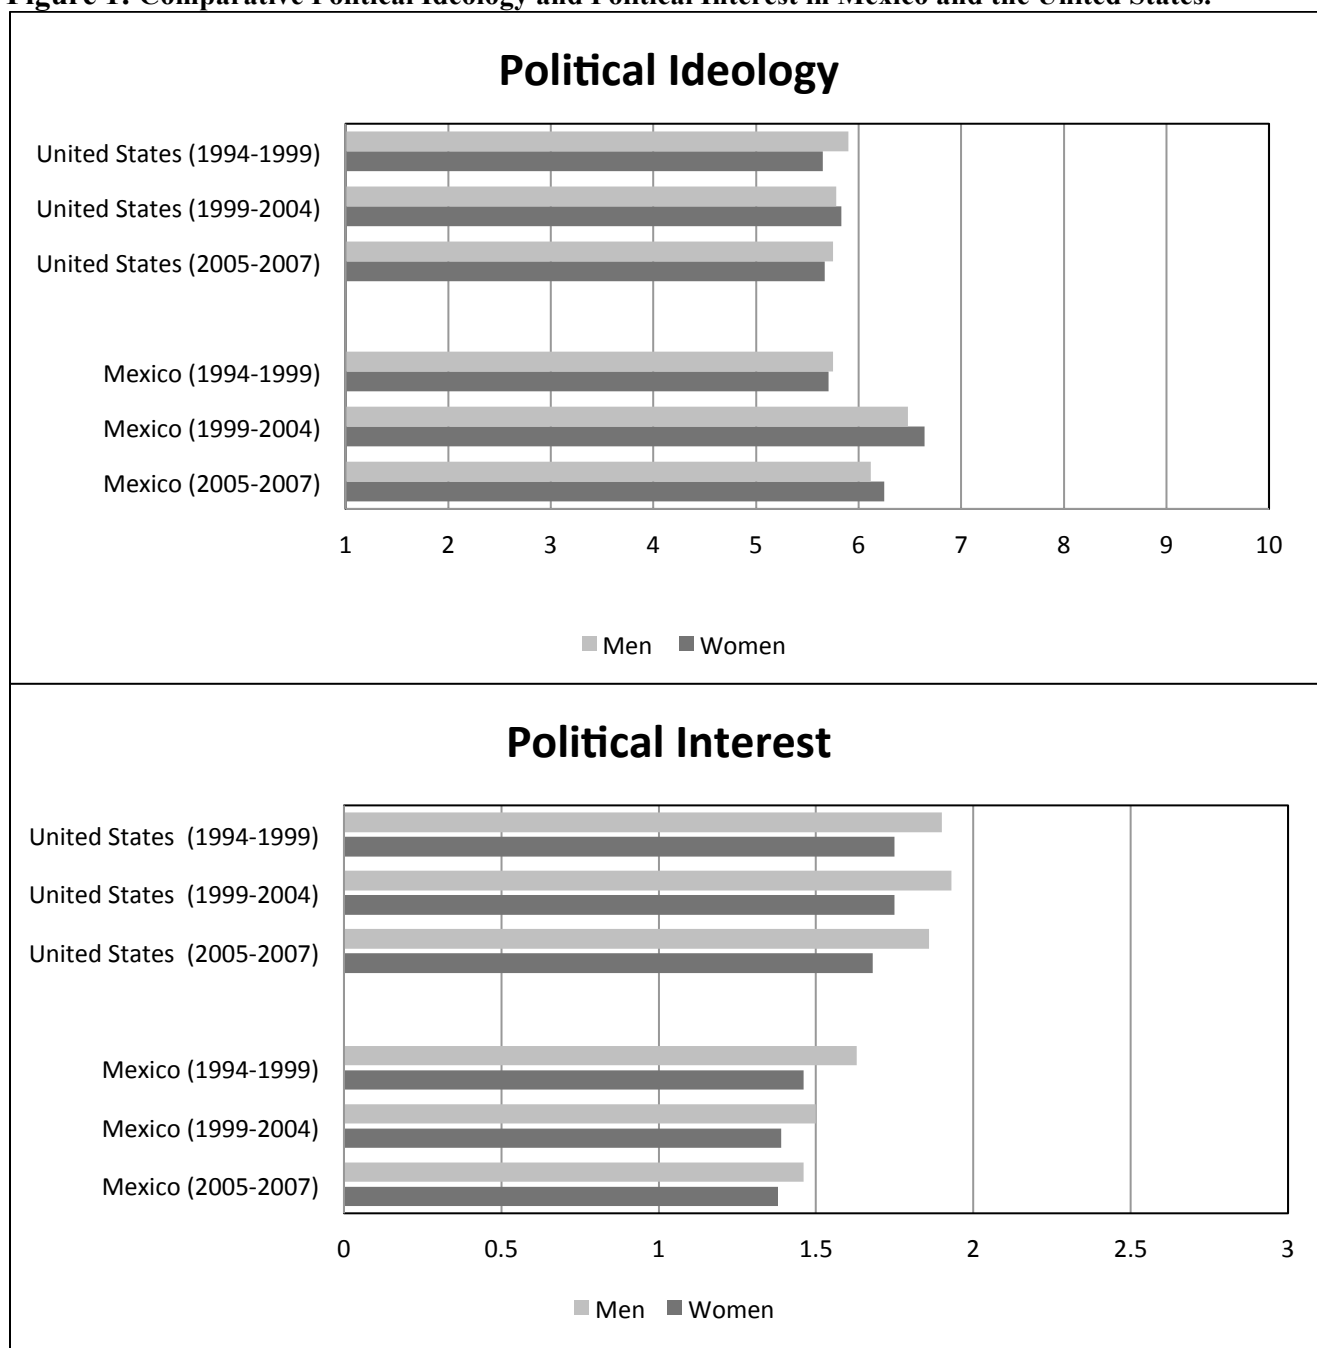 Figure 1: Comparative Political Ideology and Political Interest in Mexico and the United States.
Political Ideology
United States (1994-1999)
United States (1999-2004)
United States (2005-2007)
Mexico (1994-1999)
Mexico (1999-2004)
Mexico (2005-2007)
1 2 3 4 5 6 7 8 9 10
Men Women
Political Interest
United States (1994-1999)
United States (1999-2004)
United States (2005-2007)
Mexico (1994-1999)
Mexico (1999-2004)
Mexico (2005-2007)
0 0.5 1 1.5 2 2.5 3
Men Women